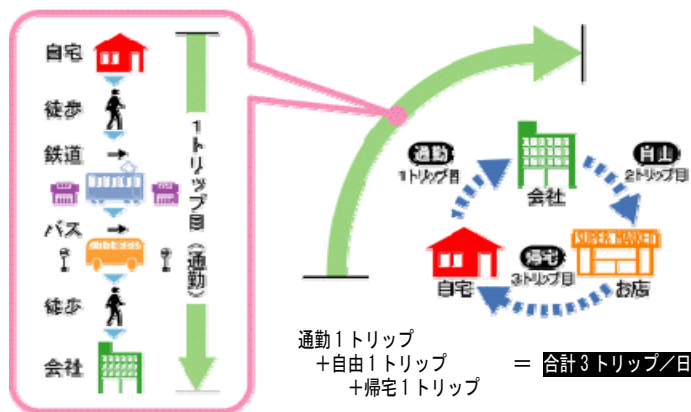 自宅
徒歩
鉄道
バス
徒歩
会社
1トリップ目(通勤)
通勤
1トリップ目
会社
自由
2トリップ目
SUPER MARKET
お店
帰宅
3トリップ目
自宅
通勤1トリップ
+自由1トリップ
+帰宅1トリップ
= 合計3トリップ/日